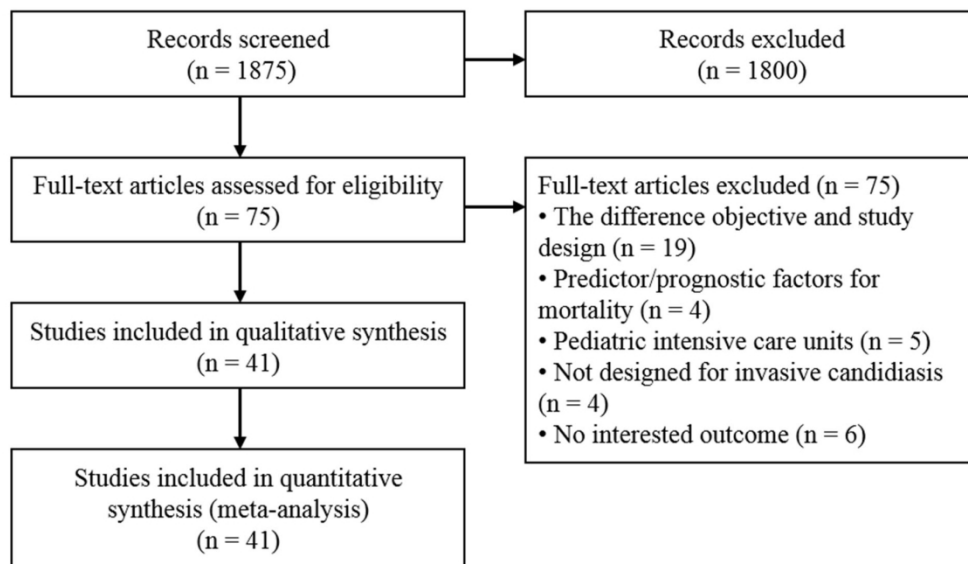 Records screened
(n = 1875)
Records excluded
(n = 1800)
Full-text articles assessed for eligibility
(n = 75)
Full-text articles excluded (n = 75)
• The difference objective and study
design (n = 19)
• Predictor/prognostic factors for
mortality (n = 4)
• Pediatric intensive care units (n = 5)
• Not designed for invasive candidiasis
(n = 4)
• No interested outcome (n = 6)
Studies included in qualitative synthesis
(n = 41)
Studies included in quantitative
synthesis (meta-analysis)
(n = 41)